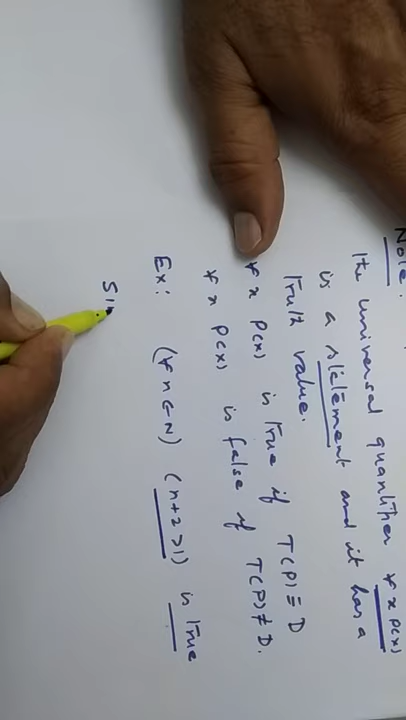 Note:
The universal quantifier ∀ x P(x)
is a statement and it has a
Truth value.
∀ x P(x) is True if T(P) = D
∀ x P(x) is false if T(P) ≠ D.
Ex: (∀ n ∈ N) (n+2>1) is True
Sin